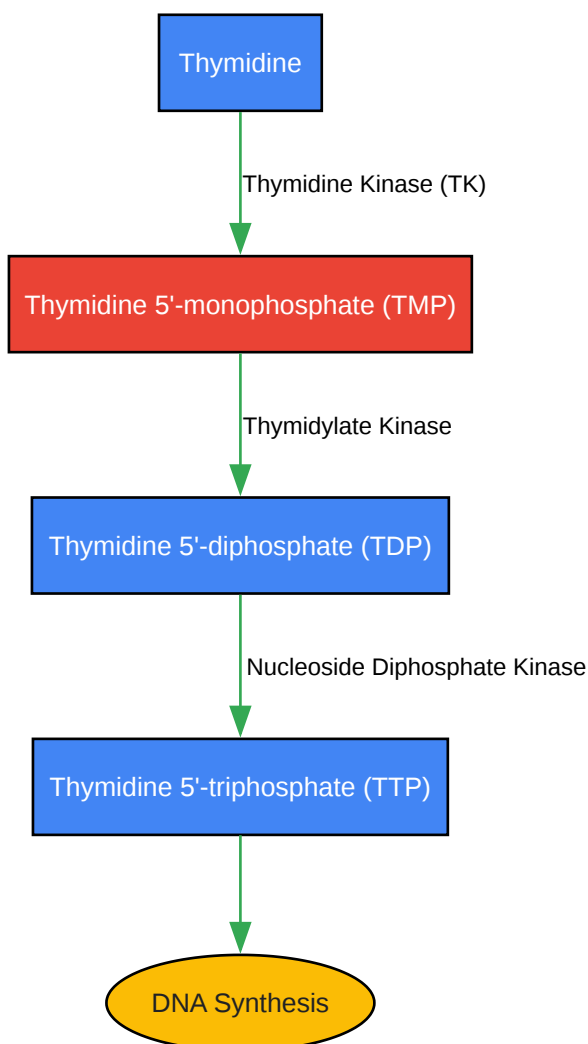 Thymidine
Thymidine Kinase (TK)
Thymidine 5'-monophosphate (TMP)
Thymidylate Kinase
Thymidine 5'-diphosphate (TDP)
Nucleoside Diphosphate Kinase
Thymidine 5'-triphosphate (TTP)
DNA Synthesis